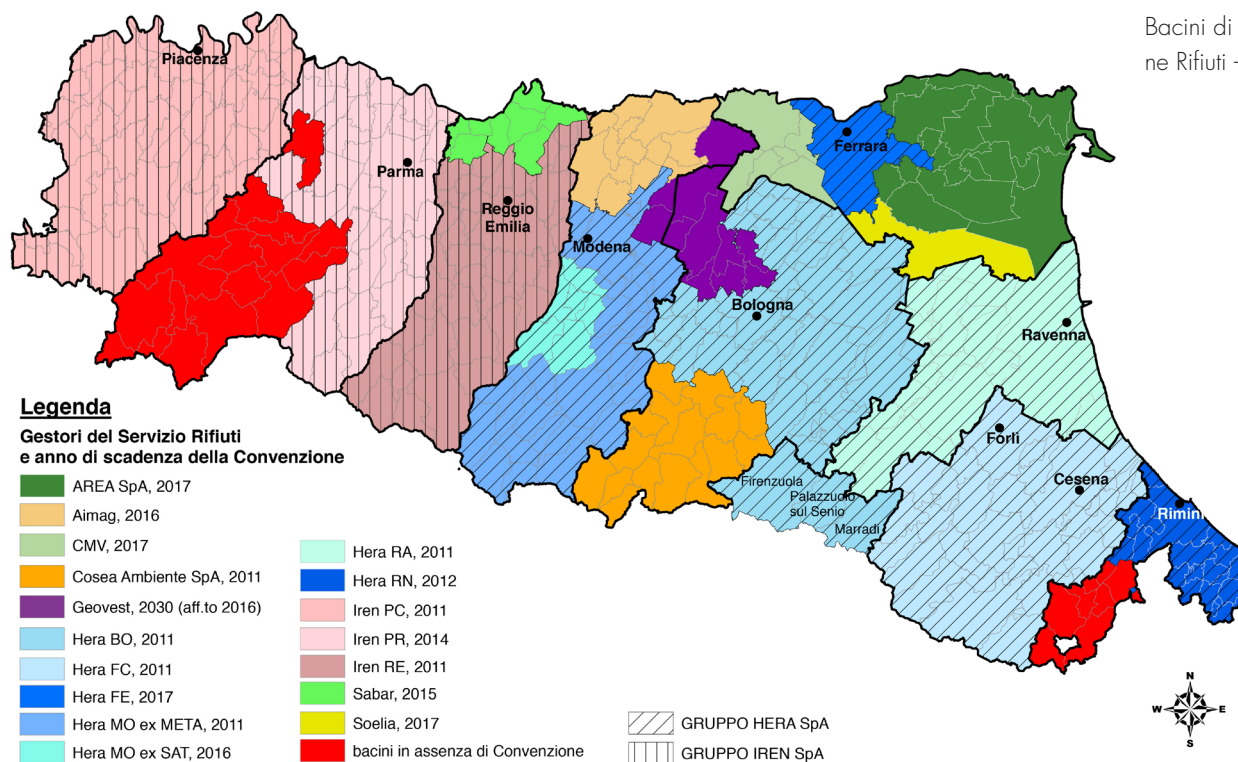 Bacini di
ne Rifiuti -
Piacenza
Parma
Reggio
Emilia
Modena
Ferrara
Bologna
Ravenna
Forlì
Cesena
Rimini
Firenzuola
Palazzuolo
sul Senio
Marradi
Legenda
Gestori del Servizio Rifiuti
e anno di scadenza della Convenzione
AREA SpA, 2017
Aimag, 2016
CMV, 2017
Cosea Ambiente SpA, 2011
Geovest, 2030 (aff.to 2016)
Hera BO, 2011
Hera FC, 2011
Hera FE, 2017
Hera MO ex META, 2011
Hera MO ex SAT, 2016
Hera RA, 2011
Hera RN, 2012
Iren PC, 2011
Iren PR, 2014
Iren RE, 2011
Sabar, 2015
Soelia, 2017
bacini in assenza di Convenzione
GRUPPO HERA SpA
GRUPPO IREN SpA
N
W
E
S